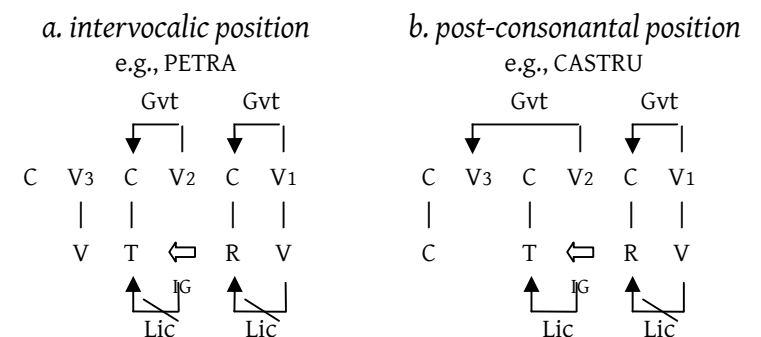 a. intervocalic position b. post-consonantal position
e.g., PETRA e.g., CASTRU
Gvt Gvt Gvt Gvt
C V3 C V2 C V1 C V3 C V2 C V1
V T R V C T R V
IG IG
Lic Lic Lic Lic